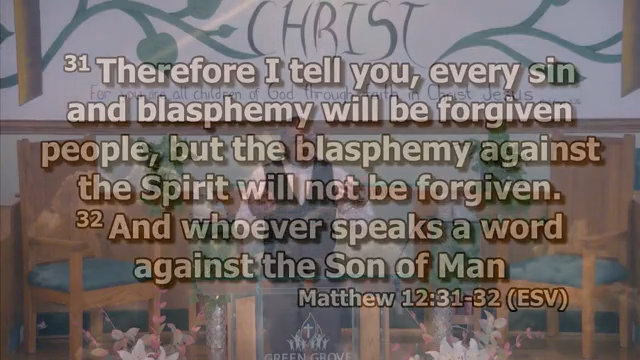 CHRIST
For you are all children of God through faith in Christ Jesus
31 Therefore I tell you, every sin
and blasphemy will be forgiven
people, but the blasphemy against
the Spirit will not be forgiven.
32 And whoever speaks a word
against the Son of Man
Matthew 12:31-32 (ESV)
GREEN GROVE